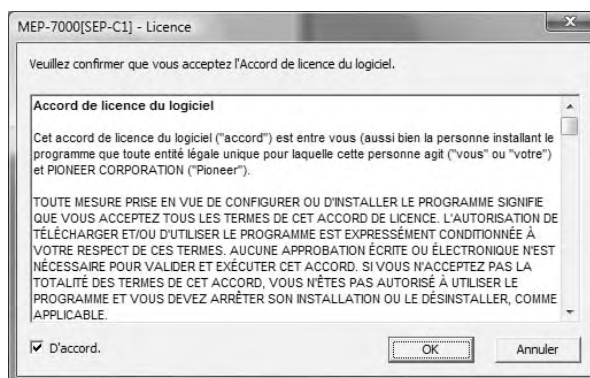 MEP-7000[SEP-C1] - Licence
Veuillez confirmer que vous acceptez l'Accord de licence du logiciel.
Accord de licence du logiciel
Cet accord de licence du logiciel ("accord") est entre vous (aussi bien la personne installant le
programme que toute entité légale unique pour laquelle cette personne agit ("vous" ou "votre")
et PIONEER CORPORATION ("Pioneer").
TOUTE MESURE PRISE EN VUE DE CONFIGURER OU D'INSTALLER LE PROGRAMME SIGNIFIE
QUE VOUS ACCEPTEZ TOUS LES TERMES DE CET ACCORD DE LICENCE. L'AUTORISATION DE
TÉLÉCHARGER ET/OU D'UTILISER LE PROGRAMME EST EXPRESSÉMENT CONDITIONNÉE À
VOTRE RESPECT DE CES TERMES. AUCUNE APPROBATION ÉCRITE OU ÉLECTRONIQUE N'EST
NÉCESSAIRE POUR VALIDER ET EXÉCUTER CET ACCORD. SI VOUS N'ACCEPTEZ PAS LA
TOTALITÉ DES TERMES DE CET ACCORD, VOUS N'ÊTES PAS AUTORISÉ À UTILISER LE
PROGRAMME ET VOUS DEVEZ ARRÊTER SON INSTALLATION OU LE DÉSINSTALLER, COMME
APPLICABLE.
D'accord.
OK
Annuler